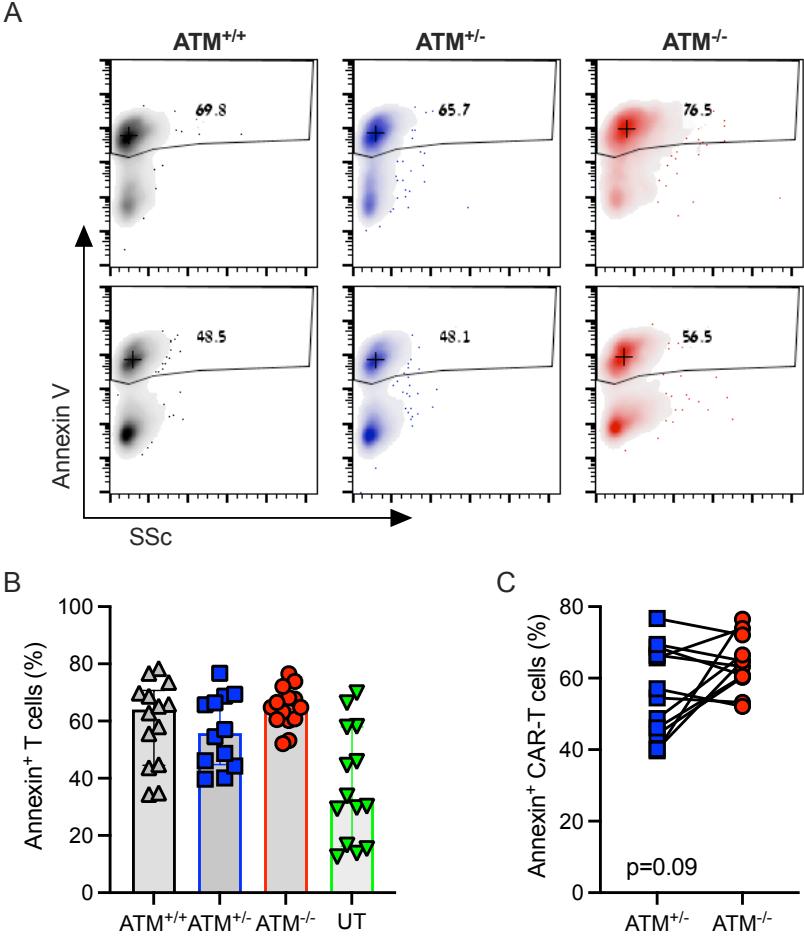 A
ATM+/+ ATM+/- ATM-/-
69.8 65.7 76.5
48.5 48.1 56.5
Annexin V
SSc
B
Annexin+ T cells (%)
100
80
60
40
20
0
ATM+/+ ATM+/- ATM-/- UT
C
Annexin+ CAR-T cells (%)
80
60
40
20
0
p=0.09
ATM+/- ATM-/-